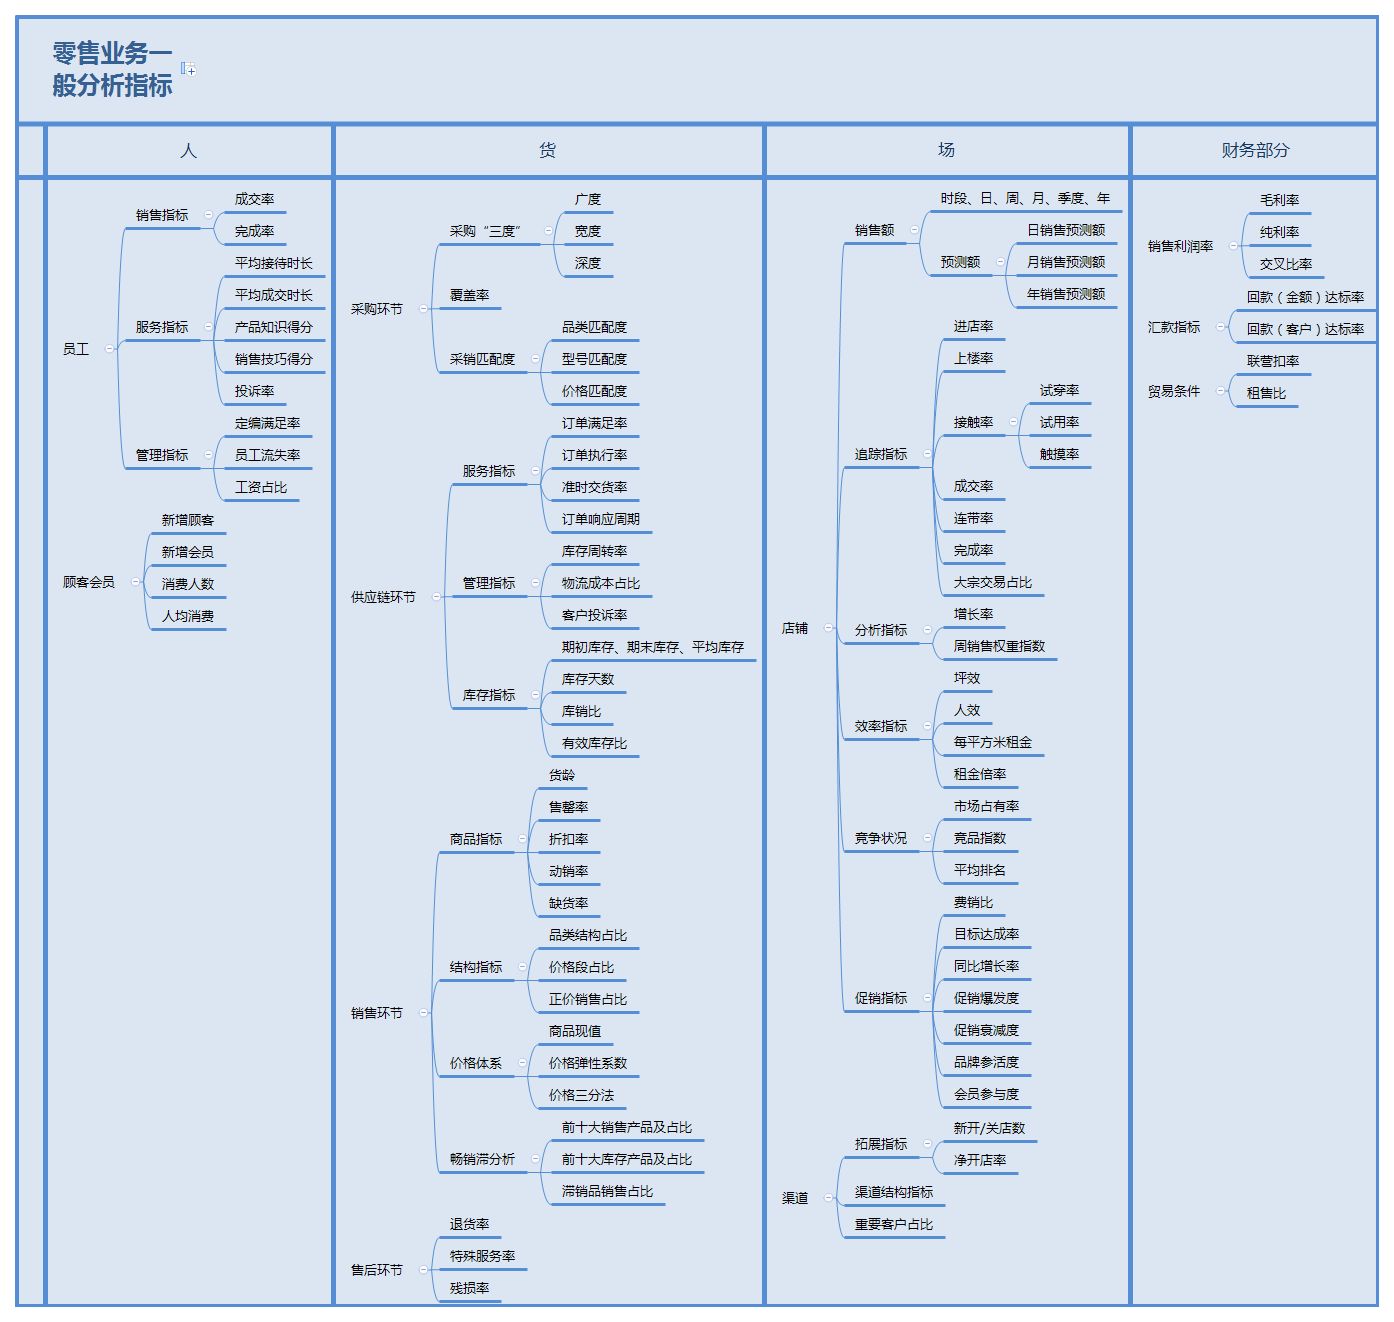 零售业务一
般分析指标
人
货
场
财务部分
员工
销售指标
成交率
完成率
服务指标
平均接待时长
平均成交时长
产品知识得分
销售技巧得分
投诉率
管理指标
定编满足率
员工流失率
工资占比
顾客会员
新增顾客
新增会员
消费人数
人均消费
采购环节
采购“三度”
广度
宽度
深度
覆盖率
采销匹配度
品类匹配度
型号匹配度
价格匹配度
供应链环节
服务指标
订单满足率
订单执行率
准时交货率
订单响应周期
管理指标
库存周转率
物流成本占比
客户投诉率
库存指标
期初库存、期末库存、平均库存
库存天数
库销比
有效库存比
销售环节
商品指标
货龄
售罄率
折扣率
动销率
缺货率
结构指标
品类结构占比
价格段占比
正价销售占比
价格体系
商品现值
价格弹性系数
价格三分法
畅销滞分析
前十大销售产品及占比
前十大库存产品及占比
滞销品销售占比
售后环节
退货率
特殊服务率
残损率
店铺
销售额
时段、日、周、月、季度、年
预测额
日销售预测额
月销售预测额
年销售预测额
追踪指标
进店率
上楼率
接触率
试穿率
试用率
触摸率
成交率
连带率
完成率
大宗交易占比
分析指标
增长率
周销售权重指数
效率指标
坪效
人效
每平方米租金
租金倍率
竞争状况
市场占有率
竞品指数
平均排名
促销指标
费销比
目标达成率
同比增长率
促销爆发度
促销衰减度
品牌参活度
会员参与度
渠道
拓展指标
新开/关店数
净开店率
渠道结构指标
重要客户占比
销售利润率
毛利率
纯利率
交叉比率
汇款指标
回款（金额）达标率
回款（客户）达标率
贸易条件
联营扣率
租售比